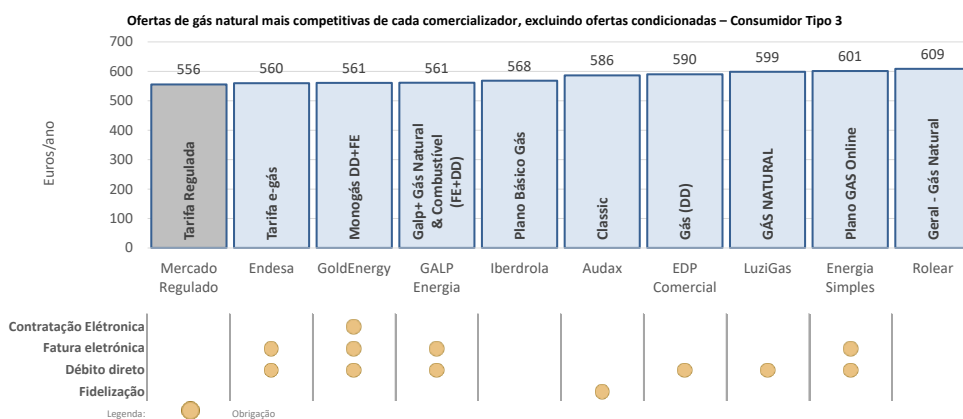 Ofertas de gás natural mais competitivas de cada comercializador, excluindo ofertas condicionadas – Consumidor Tipo 3
Euros/ano
700
600
500
400
300
200
100
0
556
560
561
561
568
586
590
599
601
609
Tarifa Regulada
Tarifa e-gás
Monogás DD+FE
Galp+ Gás Natural
& Combustível
(FE+DD)
Plano Básico Gás
Classic
Gás (DD)
GÁS NATURAL
Plano GAS Online
Geral - Gás Natural
Mercado
Regulado
Endesa
GoldEnergy
GALP
Energia
Iberdrola
Audax
EDP
Comercial
LuziGas
Energia
Simples
Rolear
Contratação Elétronica
Fatura eletrónica
Débito direto
Fidelização
Legenda:
Obrigação